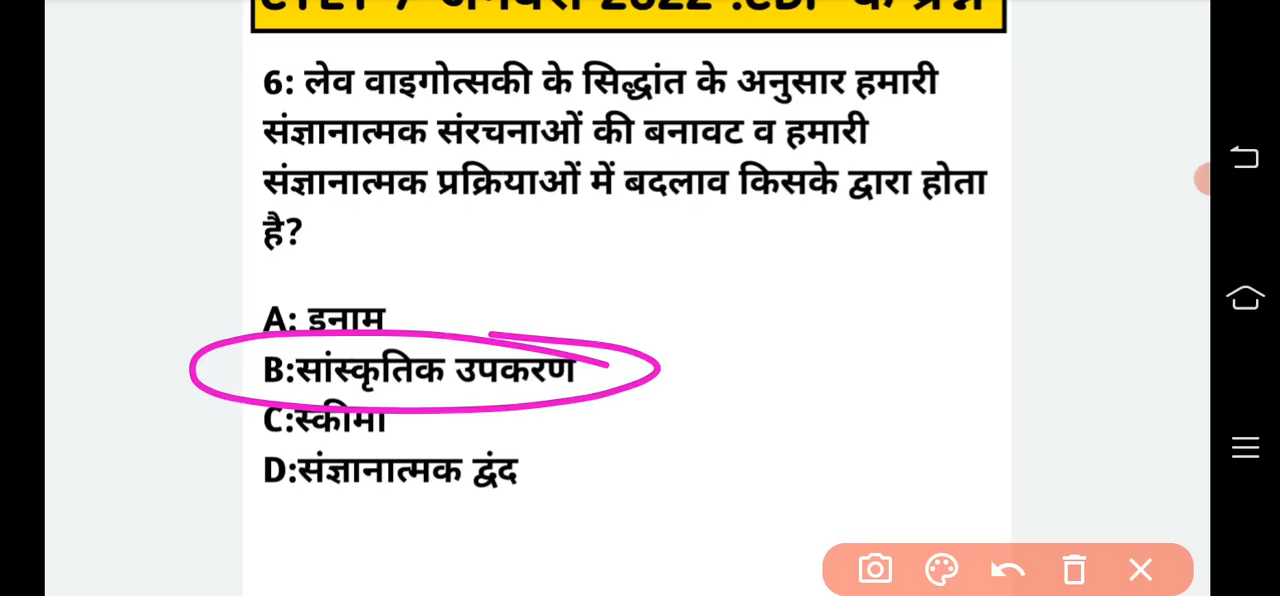 6: लेव वाइगोत्सकी के सिद्धांत के अनुसार हमारी
संज्ञानात्मक संरचनाओं की बनावट व हमारी
संज्ञानात्मक प्रक्रियाओं में बदलाव किसके द्वारा होता
है?
A: इनाम
B:सांस्कृतिक उपकरण
C:स्कीमा
D:संज्ञानात्मक द्वंद